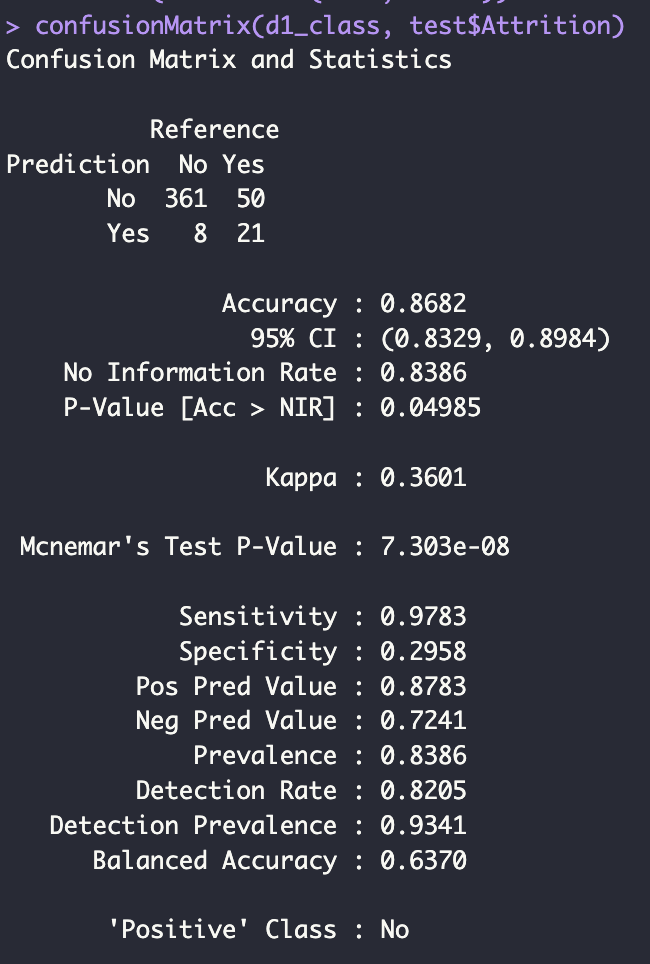 > confusionMatrix(d1_class, test$Attrition)
Confusion Matrix and Statistics
Reference
Prediction No Yes
No 361 50
Yes 8 21
Accuracy : 0.8682
95% CI : (0.8329, 0.8984)
No Information Rate : 0.8386
P-Value [Acc > NIR] : 0.04985
Kappa : 0.3601
Mcnemar's Test P-Value : 7.303e-08
Sensitivity : 0.9783
Specificity : 0.2958
Pos Pred Value : 0.8783
Neg Pred Value : 0.7241
Prevalence : 0.8386
Detection Rate : 0.8205
Detection Prevalence : 0.9341
Balanced Accuracy : 0.6370
'Positive' Class : No